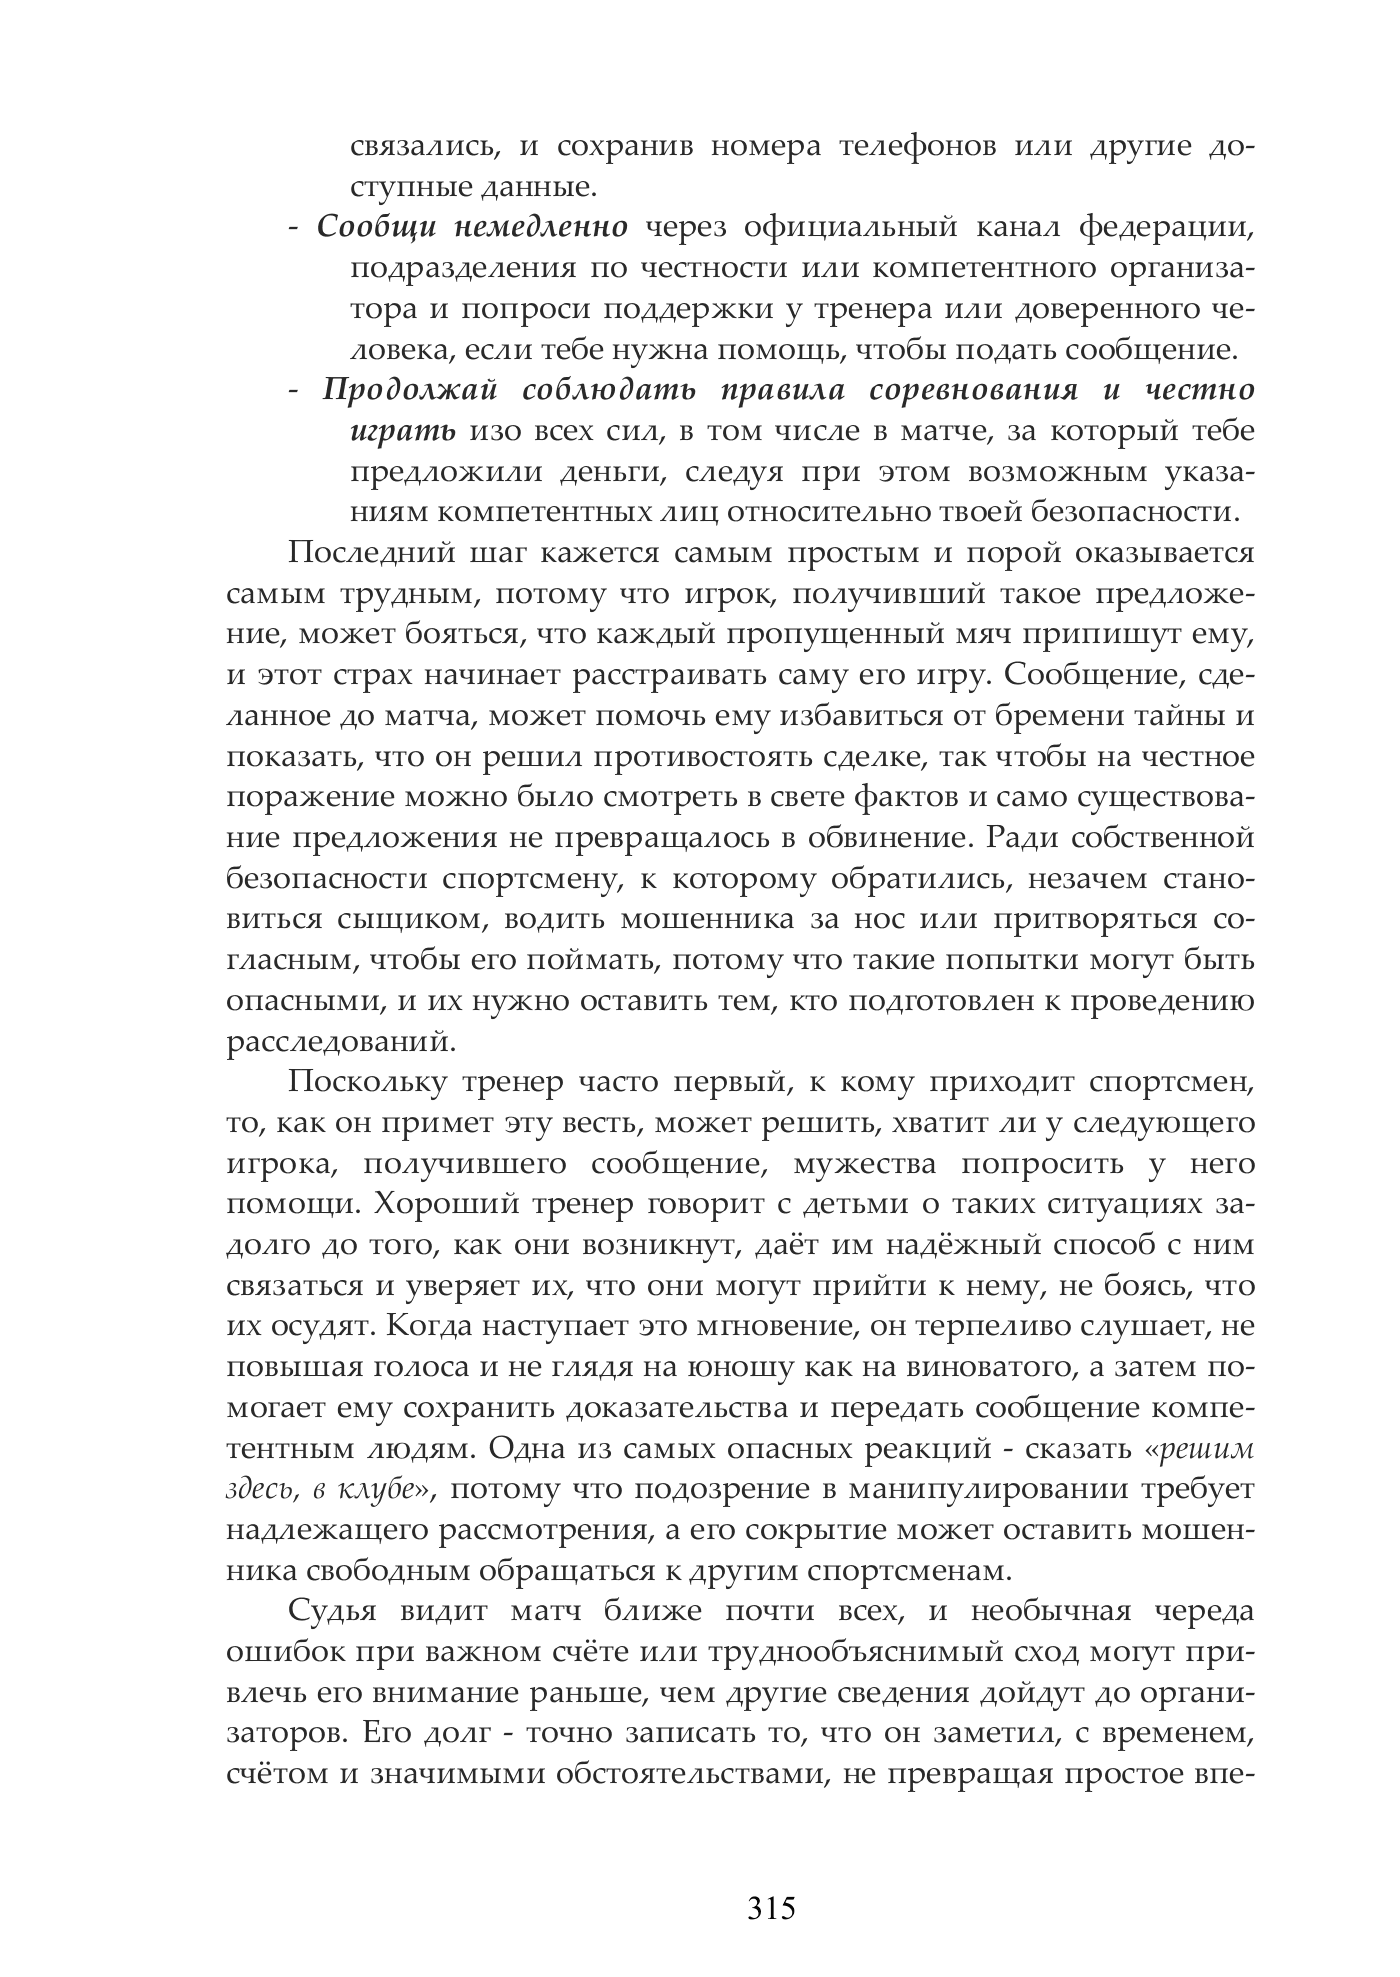 связались, и сохранив номера телефонов или другие до-
ступные данные.
- Сообщи немедленно через официальный канал федерации,
подразделения по честности или компетентного организа-
тора и попроси поддержки у тренера или доверенного че-
ловека, если тебе нужна помощь, чтобы подать сообщение.
- Продолжай соблюдать правила соревнования и честно
играть изо всех сил, в том числе в матче, за который тебе
предложили деньги, следуя при этом возможным указа-
ниям компетентных лиц относительно твоей безопасности.
Последний шаг кажется самым простым и порой оказывается
самым трудным, потому что игрок, получивший такое предложе-
ние, может бояться, что каждый пропущенный мяч припишут ему,
и этот страх начинает расстраивать саму его игру. Сообщение, сде-
ланное до матча, может помочь ему избавиться от бремени тайны и
показать, что он решил противостоять сделке, так чтобы на честное
поражение можно было смотреть в свете фактов и само существова-
ние предложения не превращалось в обвинение. Ради собственной
безопасности спортсмену, к которому обратились, незачем стано-
виться сыщиком, водить мошенника за нос или притворяться со-
гласным, чтобы его поймать, потому что такие попытки могут быть
опасными, и их нужно оставить тем, кто подготовлен к проведению
расследований.
Поскольку тренер часто первый, к кому приходит спортсмен,
то, как он примет эту весть, может решить, хватит ли у следующего
игрока, получившего сообщение, мужества попросить у него
помощи. Хороший тренер говорит с детьми о таких ситуациях за-
долго до того, как они возникнут, даёт им надёжный способ с ним
связаться и уверяет их, что они могут прийти к нему, не боясь, что
их осудят. Когда наступает это мгновение, он терпеливо слушает, не
повышая голоса и не глядя на юношу как на виноватого, а затем по-
могает ему сохранить доказательства и передать сообщение компе-
тентным людям. Одна из самых опасных реакций - сказать «решим
здесь, в клубе», потому что подозрение в манипулировании требует
надлежащего рассмотрения, а его сокрытие может оставить мошен-
ника свободным обращаться к другим спортсменам.
Судья видит матч ближе почти всех, и необычная череда
ошибок при важном счёте или труднообъяснимый сход могут при-
влечь его внимание раньше, чем другие сведения дойдут до органи-
заторов. Его долг - точно записать то, что он заметил, с временем,
счётом и значимыми обстоятельствами, не превращая простое впе-
315